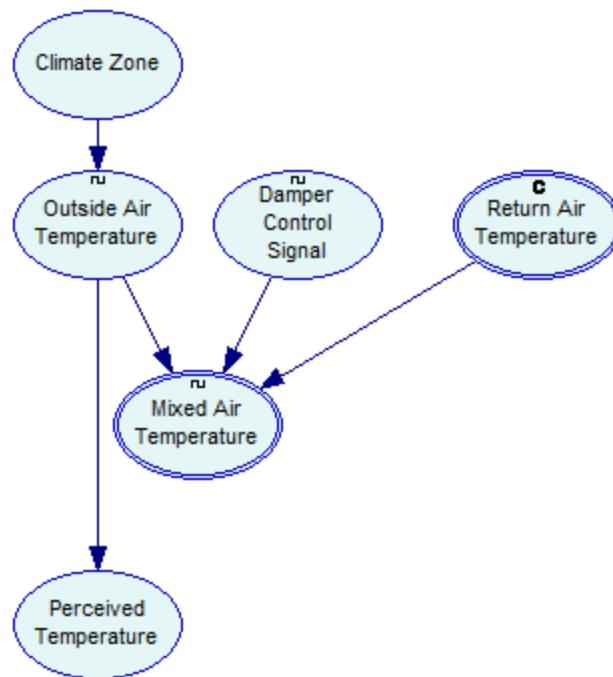 Climate Zone
Outside Air
Temperature
Damper
Control
Signal
C
Return Air
Temperature
Mixed Air
Temperature
Perceived
Temperature